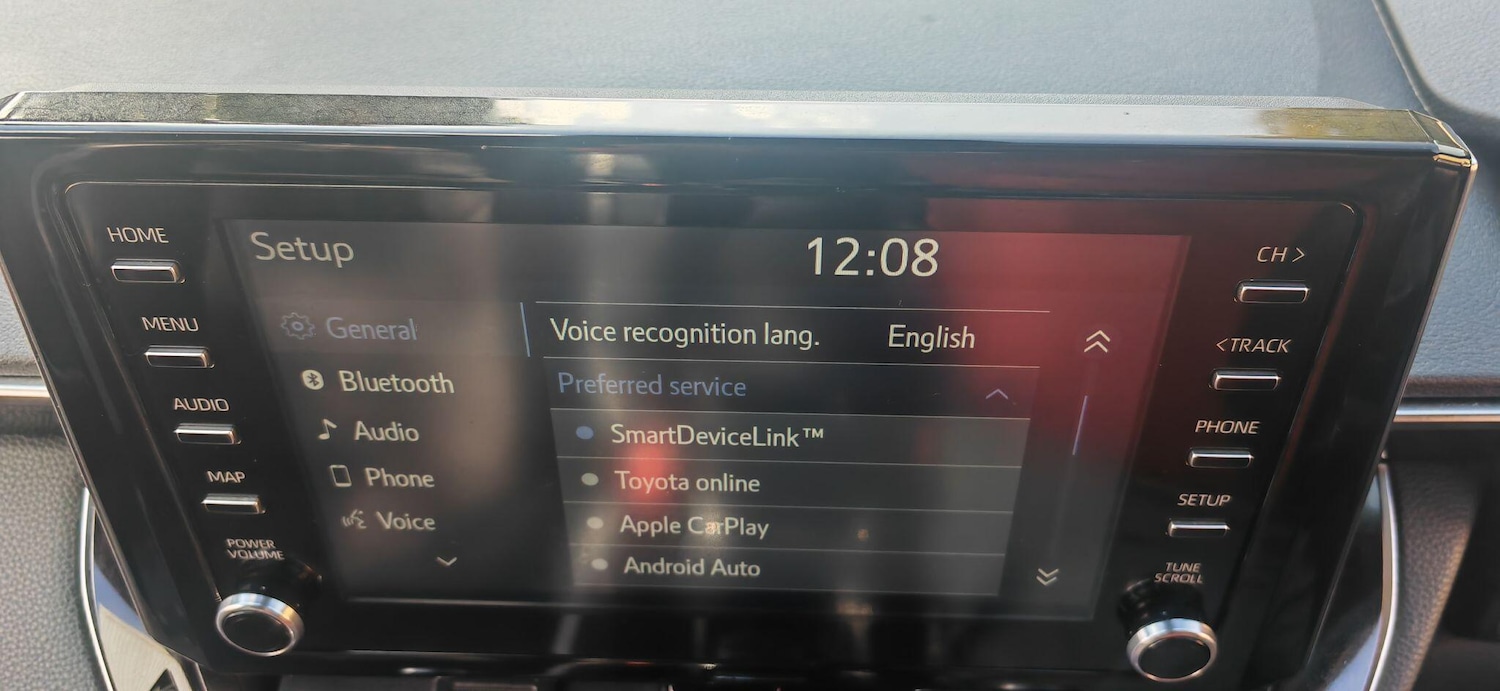 HOME
MENU
AUDIO
MAP
POWER
VOLUME
Setup
12:08
General
Bluetooth
Audio
Phone
Voice
Voice recognition lang. English
Preferred service
SmartDeviceLink™
Toyota online
Apple CarPlay
Android Auto
CH >
< TRACK
PHONE
SETUP
TUNE
SCROLL